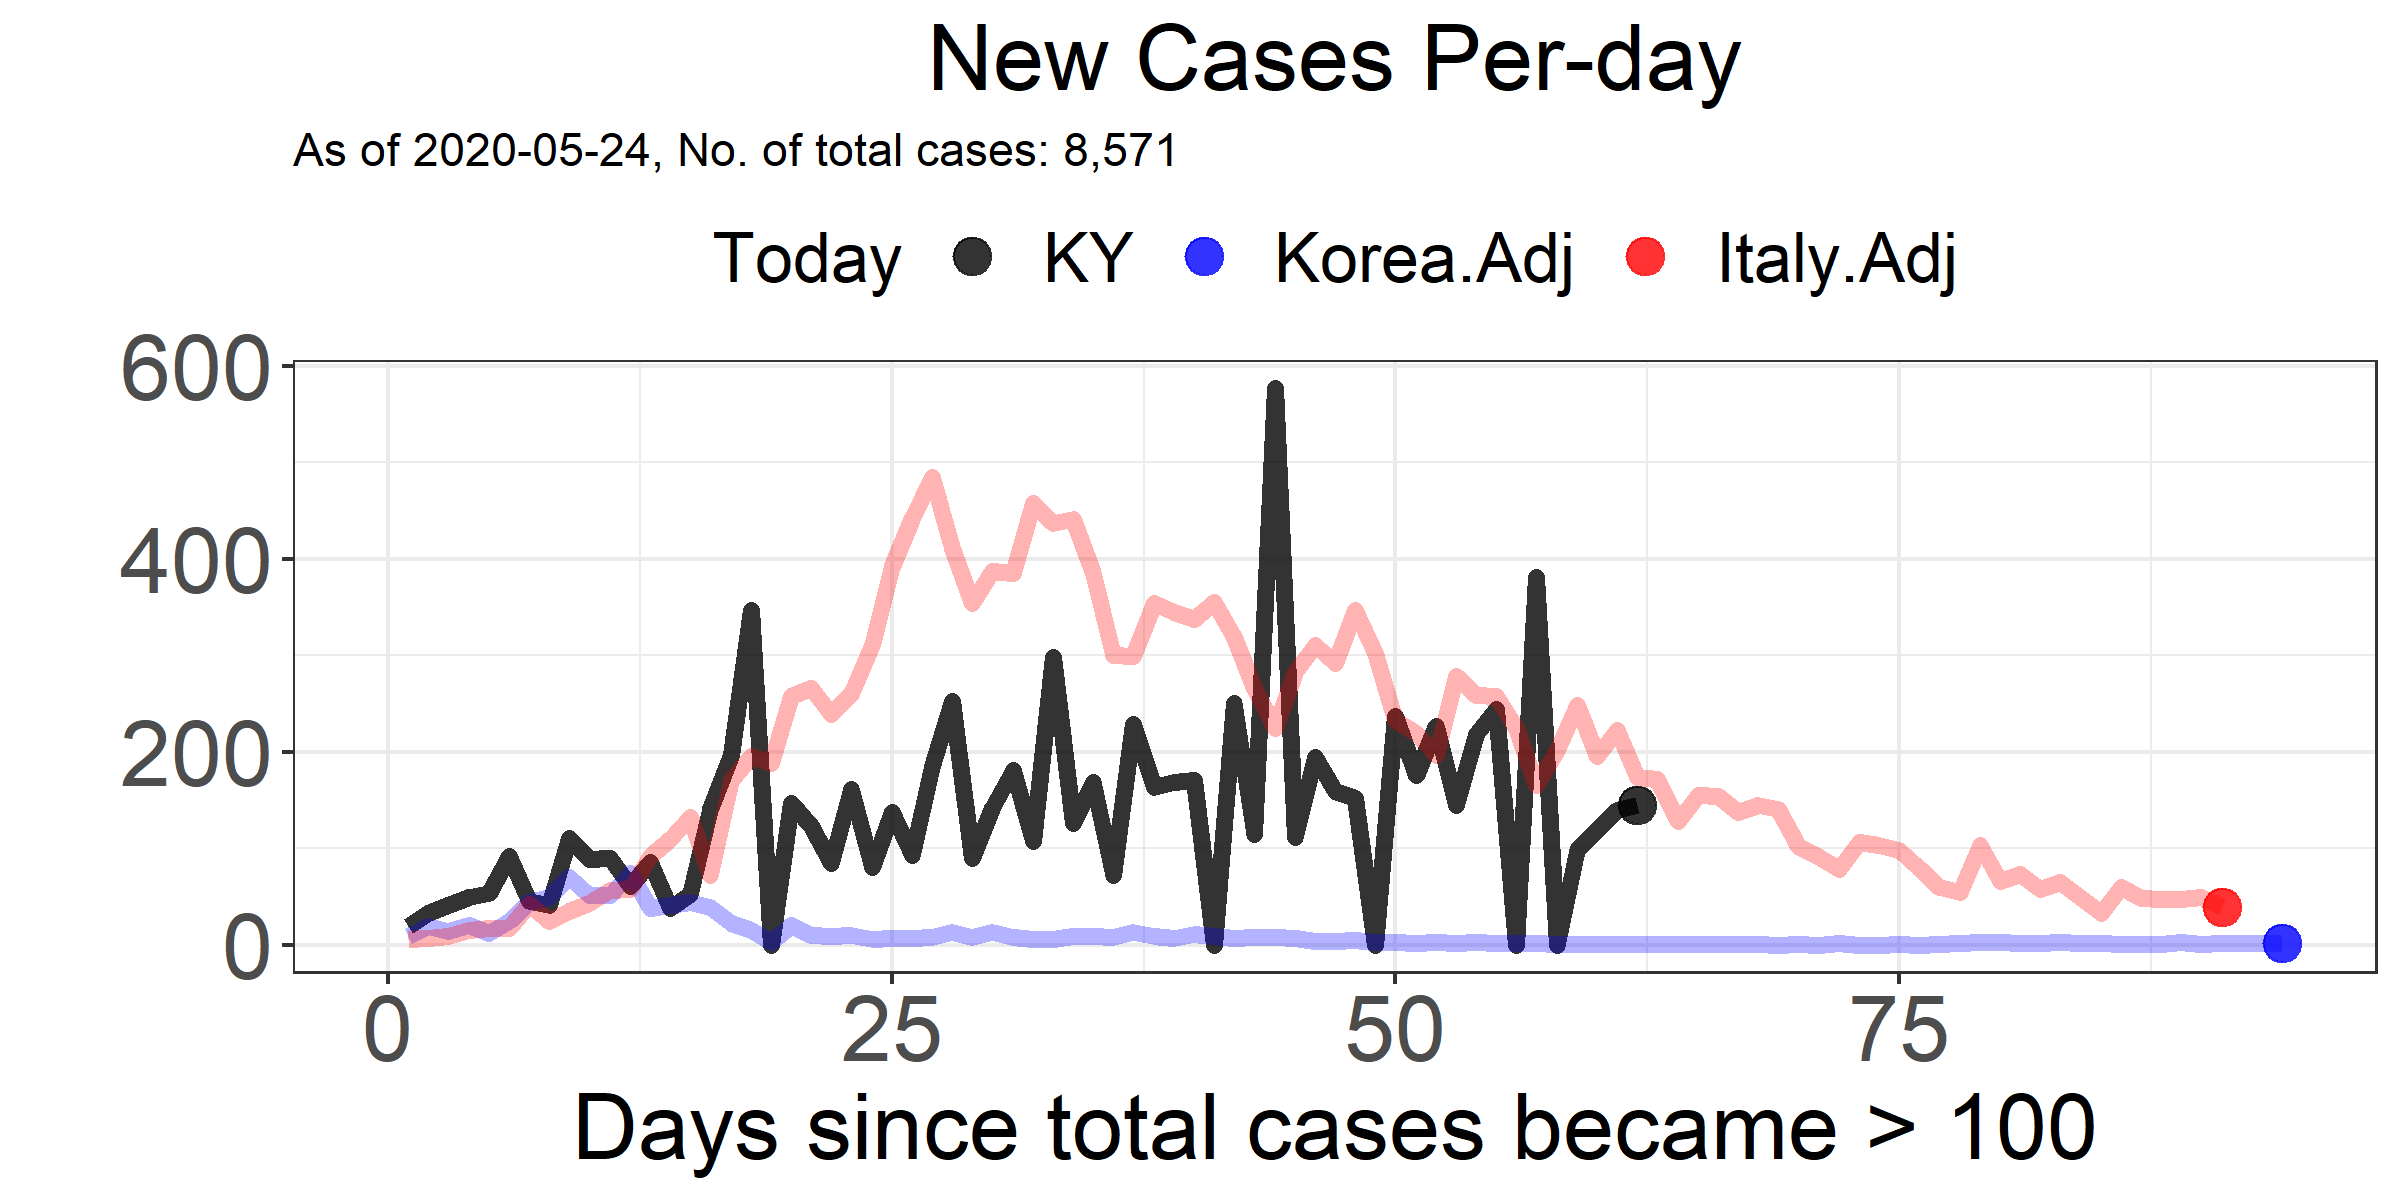 New Cases Per-day
As of 2020-05-24, No. of total cases: 8,571
Today KY Korea.Adj Italy.Adj
600
400
200
0
0 25 50 75
Days since total cases became > 100